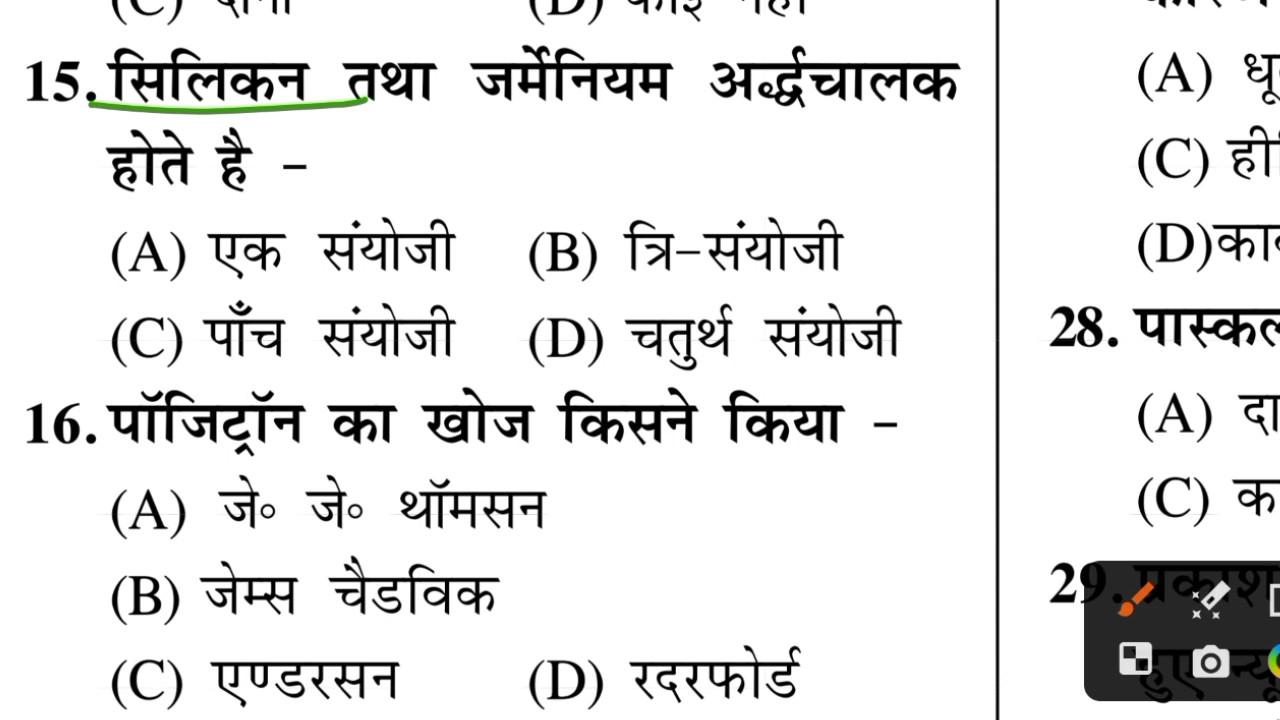 15. सिलिकन तथा जर्मेनियम अर्द्धचालक
होते है -
(A) एक संयोजी (B) त्रि-संयोजी
(C) पाँच संयोजी (D) चतुर्थ संयोजी
16. पॉजिट्रॉन का खोज किसने किया -
(A) जे॰ जे॰ थॉमसन
(B) जेम्स चैडविक
(C) एण्डरसन (D) रदरफोर्ड
(A)
(C)
(D)
28.
(A)
(C)
29. प्रकाश